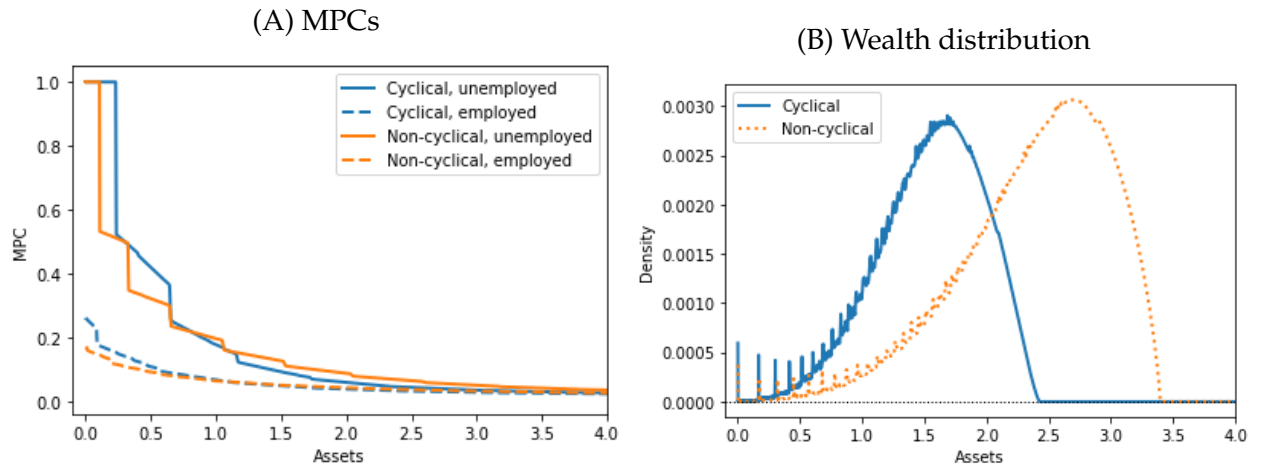 (A) MPCs
1.0
0.8
0.6
0.4
0.2
0.0
MPC
0.0 0.5 1.0 1.5 2.0 2.5 3.0 3.5 4.0
Assets
Cyclical, unemployed
Cyclical, employed
Non-cyclical, unemployed
Non-cyclical, employed
(B) Wealth distribution
0.0030
0.0025
0.0020
0.0015
0.0010
0.0005
0.0000
Density
0.0 0.5 1.0 1.5 2.0 2.5 3.0 3.5 4.0
Assets
Cyclical
Non-cyclical